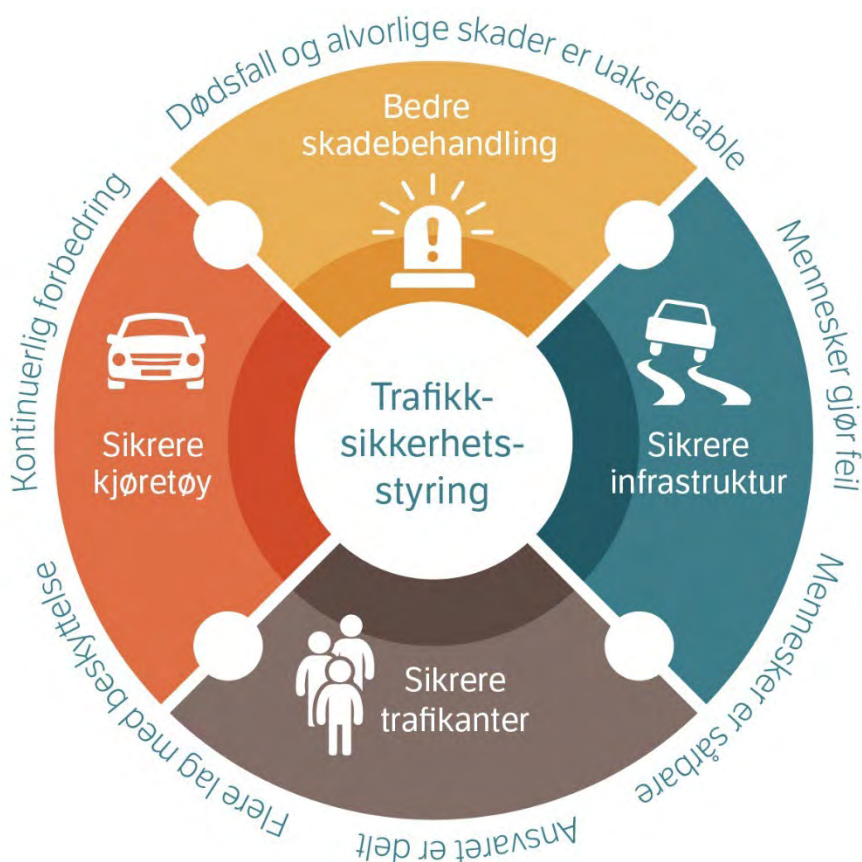 Dødsfall og alvorlige skader er uakseptable
Mennesker gjør feil
Mennesker er sårbare
Ansvaret er delt
Flere lag med beskyttelse
Kontinuerlig forbedring
Bedre
skadebehandling
Sikrere
infrastruktur
Sikrere
trafikanter
Sikrere
kjøretøy
Trafikk-
sikkerhets-
styring